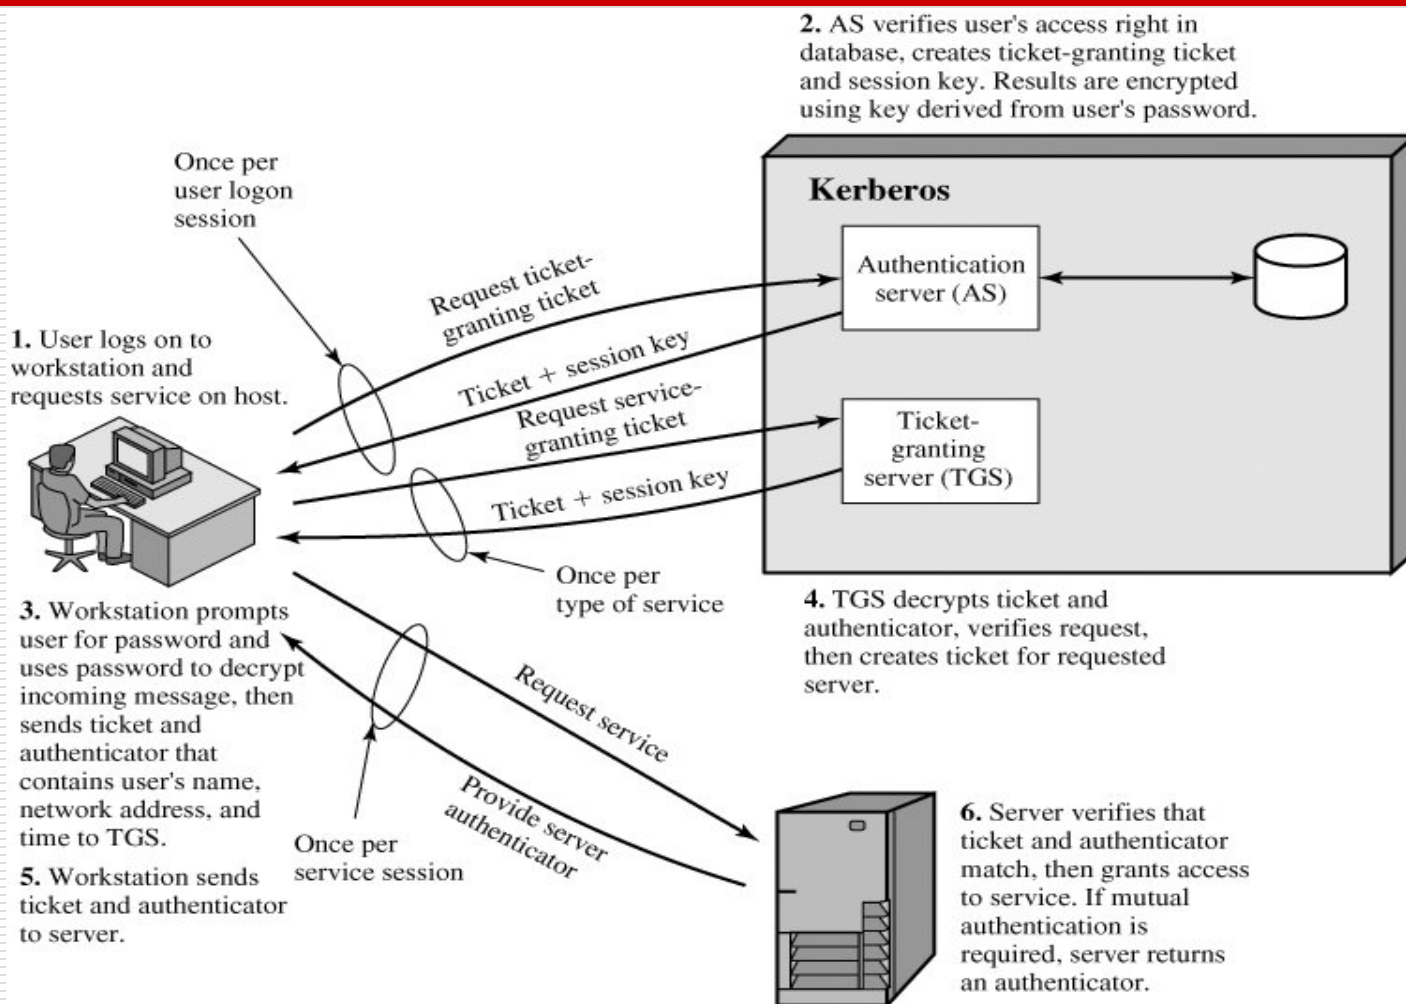 2. AS verifies user's access right in
database, creates ticket-granting ticket
and session key. Results are encrypted
using key derived from user's password.
Once per
user logon
session
Kerberos
Authentication
server (AS)
Request ticket-
granting ticket
1. User logs on to
workstation and
requests service on host.
Ticket + session key
Request service-
granting ticket
Ticket-
granting
server (TGS)
Ticket + session key
Once per
type of service
3. Workstation prompts
user for password and
uses password to decrypt
incoming message, then
sends ticket and
authenticator that
contains user's name,
network address, and
time to TGS.
4. TGS decrypts ticket and
authenticator, verifies request,
then creates ticket for requested
server.
Request service
Provide server
authenticator
Once per
service session
5. Workstation sends
ticket and authenticator
to server.
6. Server verifies that
ticket and authenticator
match, then grants access
to service. If mutual
authentication is
required, server returns
an authenticator.